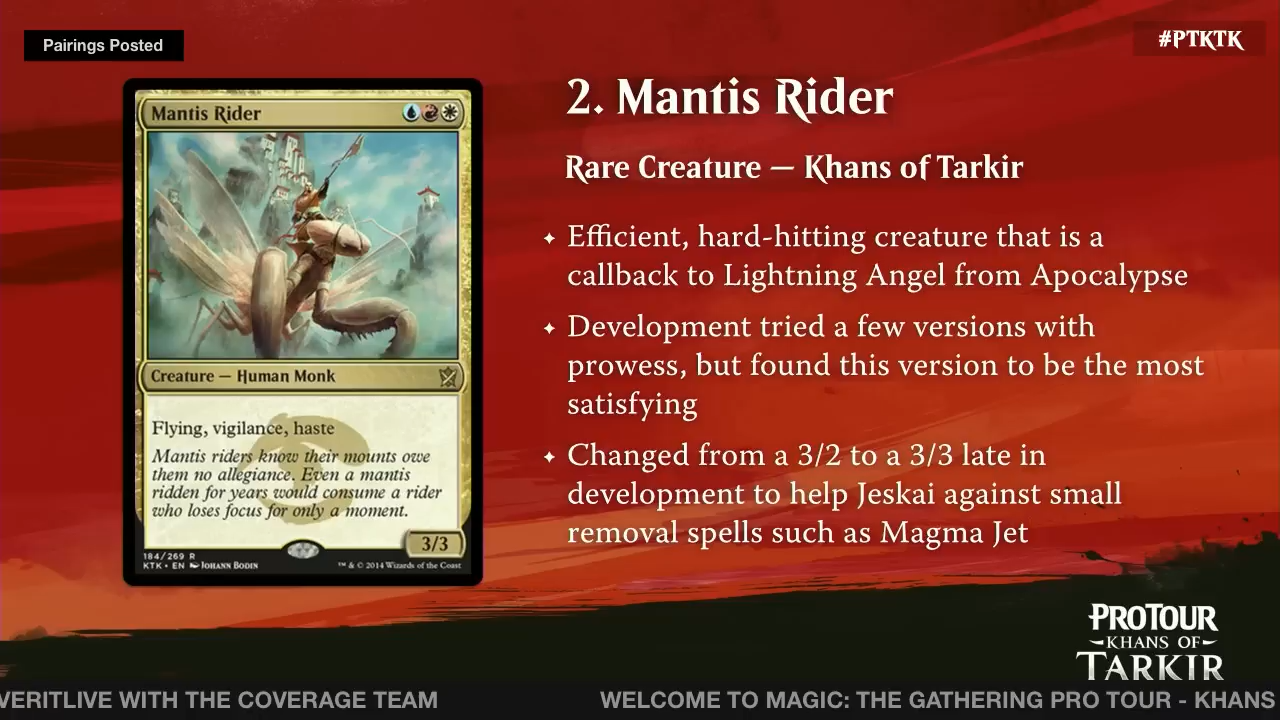 Pairings Posted
#PTKTK
Mantis Rider
Creature — Human Monk
Flying, vigilance, haste
Mantis riders know their mounts owe
them no allegiance. Even a mantis
ridden for years would consume a rider
who loses focus for only a moment.
3/3
184/269 R
KTK • EN Johann Bodin
™ & © 2014 Wizards of the Coast
2. Mantis Rider
Rare Creature — Khans of Tarkir
✦ Efficient, hard-hitting creature that is a
callback to Lightning Angel from Apocalypse
✦ Development tried a few versions with
prowess, but found this version to be the most
satisfying
✦ Changed from a 3/2 to a 3/3 late in
development to help Jeskai against small
removal spells such as Magma Jet
PROTOUR
KHANS OF
TARKIR
VERITLIVE WITH THE COVERAGE TEAM WELCOME TO MAGIC: THE GATHERING PRO TOUR - KHANS